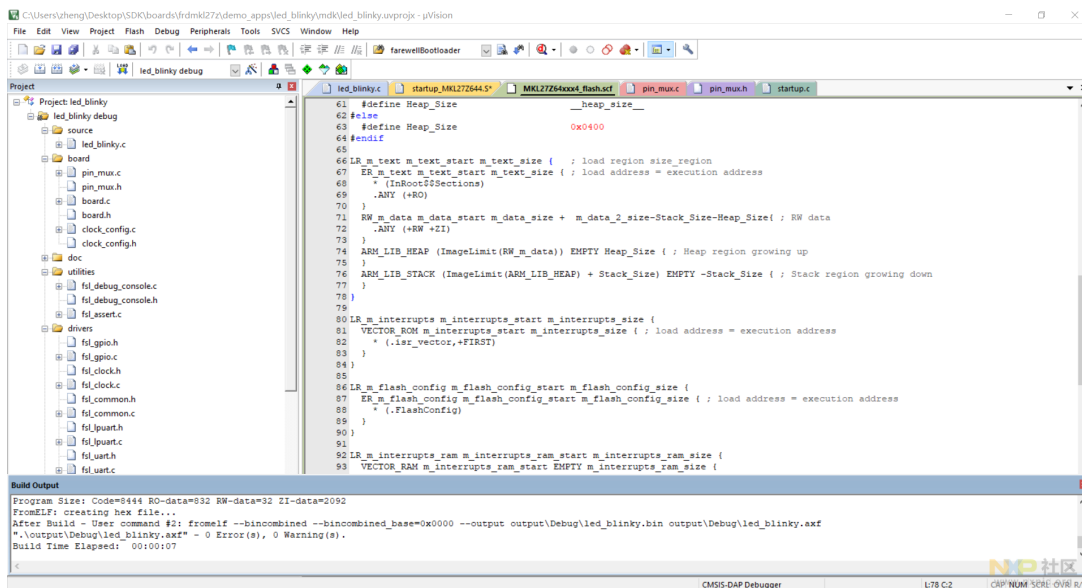 C:\Users\zheng\Desktop\SDK\boards\frdmkl27z\demo_apps\led_blinky\mdk\led_blinky.uvprojx - µVision
File Edit View Project Flash Debug Peripherals Tools SVCS Window Help
farewellBootloader
led_blinky debug
Project
led_blinky.c startup_MKL27Z644.S* MKL27Z64xxx4_flash.scf pin_mux.c pin_mux.h startup.c
Project: led_blinky
led_blinky debug
source
led_blinky.c
board
pin_mux.c
pin_mux.h
board.c
board.h
clock_config.c
clock_config.h
doc
utilities
fsl_debug_console.c
fsl_debug_console.h
fsl_assert.c
drivers
fsl_gpio.h
fsl_gpio.c
fsl_clock.h
fsl_clock.c
fsl_common.h
fsl_common.c
fsl_lpuart.h
fsl_lpuart.c
fsl_uart.h
fsl_uart.c
61 #define Heap_Size __heap_size__
62 #else
63 #define Heap_Size 0x0400
64 #endif
65
66 LR_m_text m_text_start m_text_size { ; load region size_region
67 ER_m_text m_text_start m_text_size { ; load address = execution address
68 * (InRoot$$Sections)
69 .ANY (+RO)
70 }
71 RW_m_data m_data_start m_data_size + m_data_2_size-Stack_Size-Heap_Size{ ; RW data
72 .ANY (+RW +ZI)
73 }
74 ARM_LIB_HEAP (ImageLimit(RW_m_data)) EMPTY Heap_Size { ; Heap region growing up
75 }
76 ARM_LIB_STACK (ImageLimit(ARM_LIB_HEAP) + Stack_Size) EMPTY -Stack_Size { ; Stack region growing down
77 }
78 }
79
80 LR_m_interrupts m_interrupts_start m_interrupts_size {
81 VECTOR_ROM m_interrupts_start m_interrupts_size { ; load address = execution address
82 * (.isr_vector,+FIRST)
83 }
84 }
85
86 LR_m_flash_config m_flash_config_start m_flash_config_size {
87 ER_m_flash_config m_flash_config_start m_flash_config_size { ; load address = execution address
88 * (.FlashConfig)
89 }
90 }
91
92 LR_m_interrupts_ram m_interrupts_ram_start m_interrupts_ram_size {
93 VECTOR_RAM m_interrupts_ram_start EMPTY m_interrupts_ram_size {
Build Output
Program Size: Code=8444 RO-data=832 RW-data=32 ZI-data=2092
FromELF: creating hex file...
After Build - User command #2: fromelf --bincombined --bincombined_base=0x0000 --output output\Debug\led_blinky.bin output\Debug\led_blinky.axf
".\output\Debug\led_blinky.axf" - 0 Error(s), 0 Warning(s).
Build Time Elapsed: 00:00:07
NXP社区
CMSIS-DAP Debugger L:78 C:2 CAP NUM SCRL OVR R/